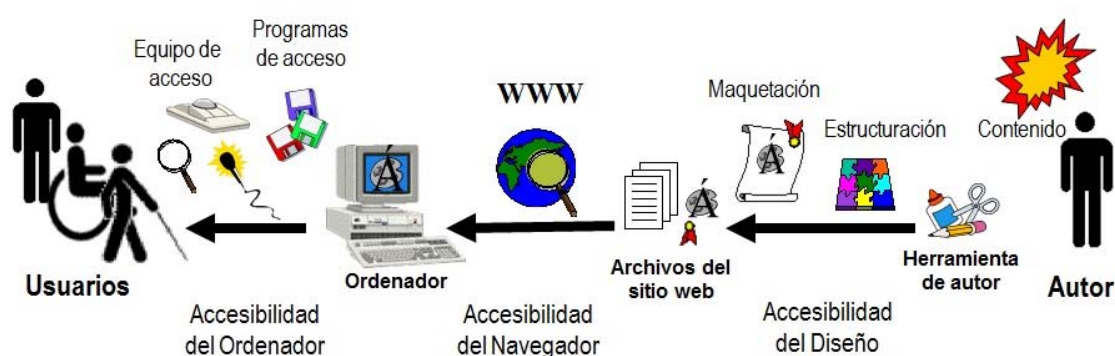 Equipo de
acceso
Programas
de acceso
WWW
Maquetación
Estructuración
Contenido
Á
Á
Á
Usuarios
Ordenador
Archivos del
sitio web
Herramienta
de autor
Autor
Accesibilidad
del Ordenador
Accesibilidad
del Navegador
Accesibilidad
del Diseño